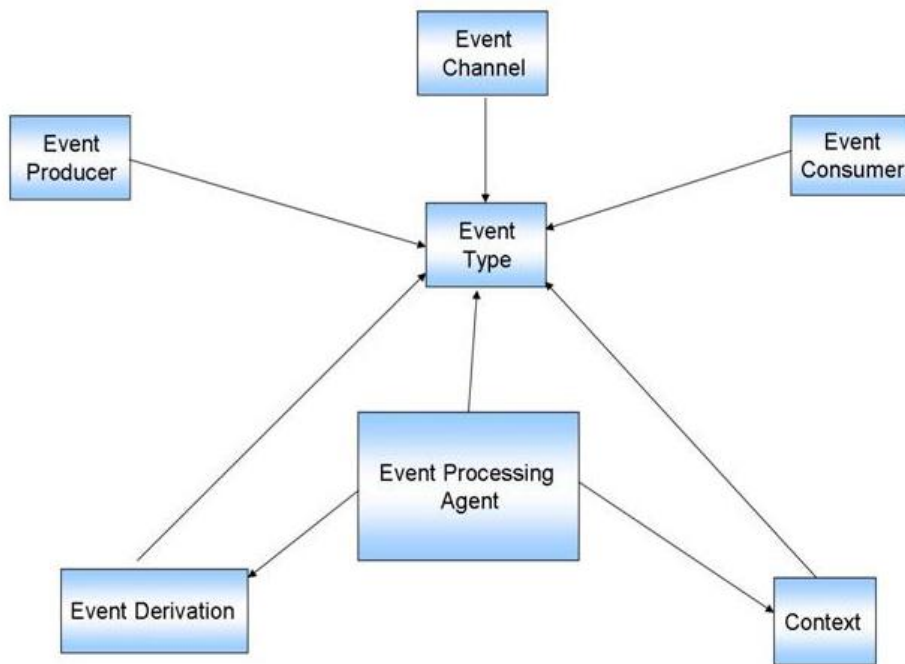 Event
Channel
Event
Producer
Event
Consumer
Event
Type
Event Processing
Agent
Event Derivation
Context